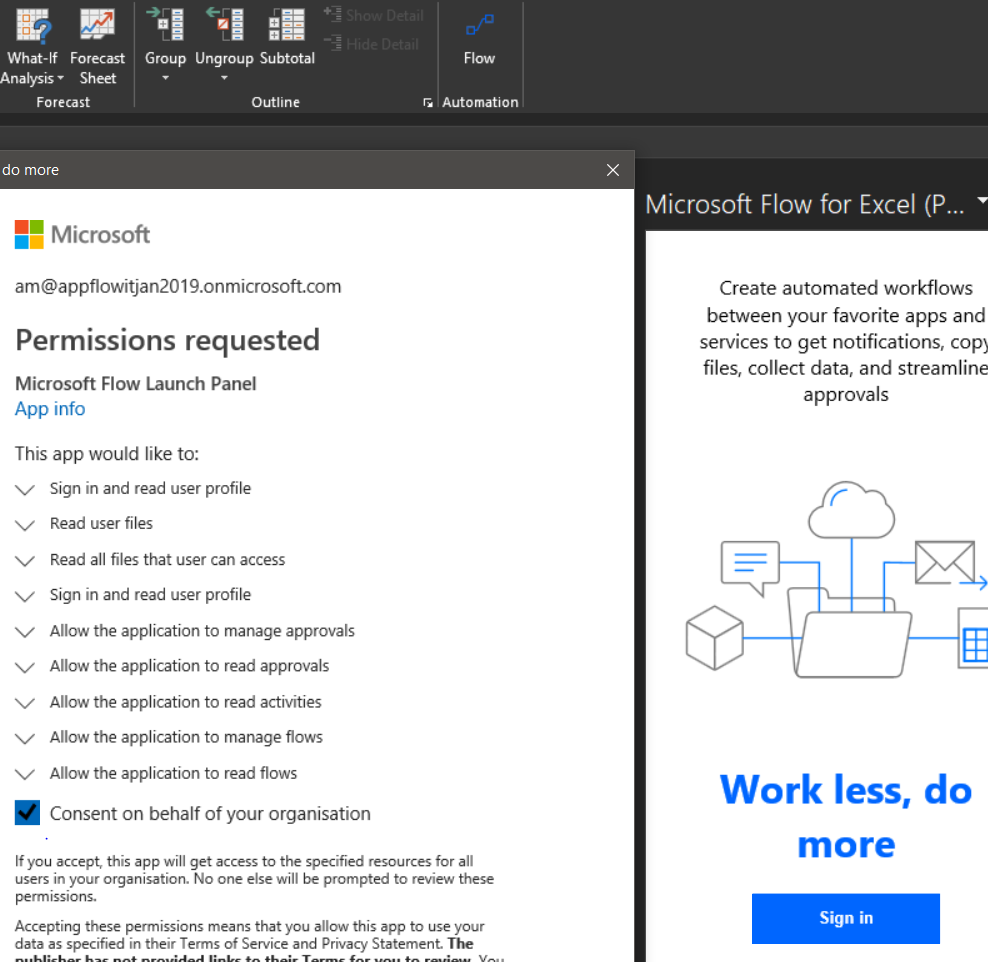 What-If
Analysis
Forecast
Sheet
Forecast
Group
Ungroup
Subtotal
Show Detail
Hide Detail
Outline
Flow
Automation
do more
Microsoft
am@appflowitjan2019.onmicrosoft.com
Permissions requested
Microsoft Flow Launch Panel
App info
This app would like to:
Sign in and read user profile
Read user files
Read all files that user can access
Sign in and read user profile
Allow the application to manage approvals
Allow the application to read approvals
Allow the application to read activities
Allow the application to manage flows
Allow the application to read flows
Consent on behalf of your organisation
If you accept, this app will get access to the specified resources for all
users in your organisation. No one else will be prompted to review these
permissions.
Accepting these permissions means that you allow this app to use your
data as specified in their Terms of Service and Privacy Statement. The
publisher has not provided links to their Terms for you to review. You
Microsoft Flow for Excel (P...
Create automated workflows
between your favorite apps and
services to get notifications, copy
files, collect data, and streamline
approvals
Work less, do
more
Sign in